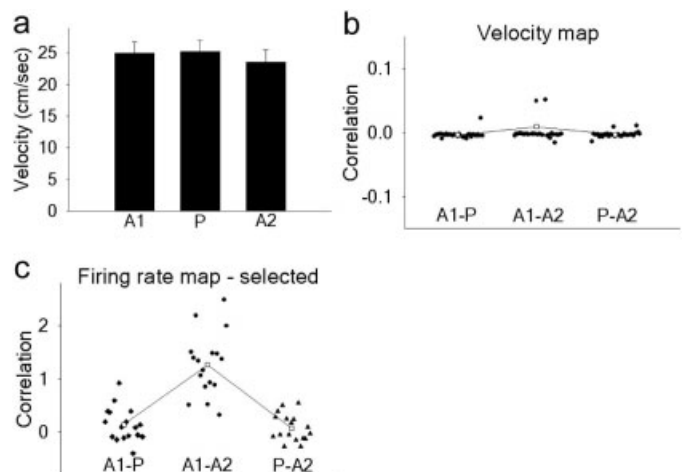 a
Velocity (cm/sec)
25
20
15
10
5
0
A1 P A2
b
Velocity map
Correlation
0.1
0.0
-0.1
A1-P A1-A2 P-A2
c
Firing rate map - selected
Correlation
2
1
0
A1-P A1-A2 P-A2